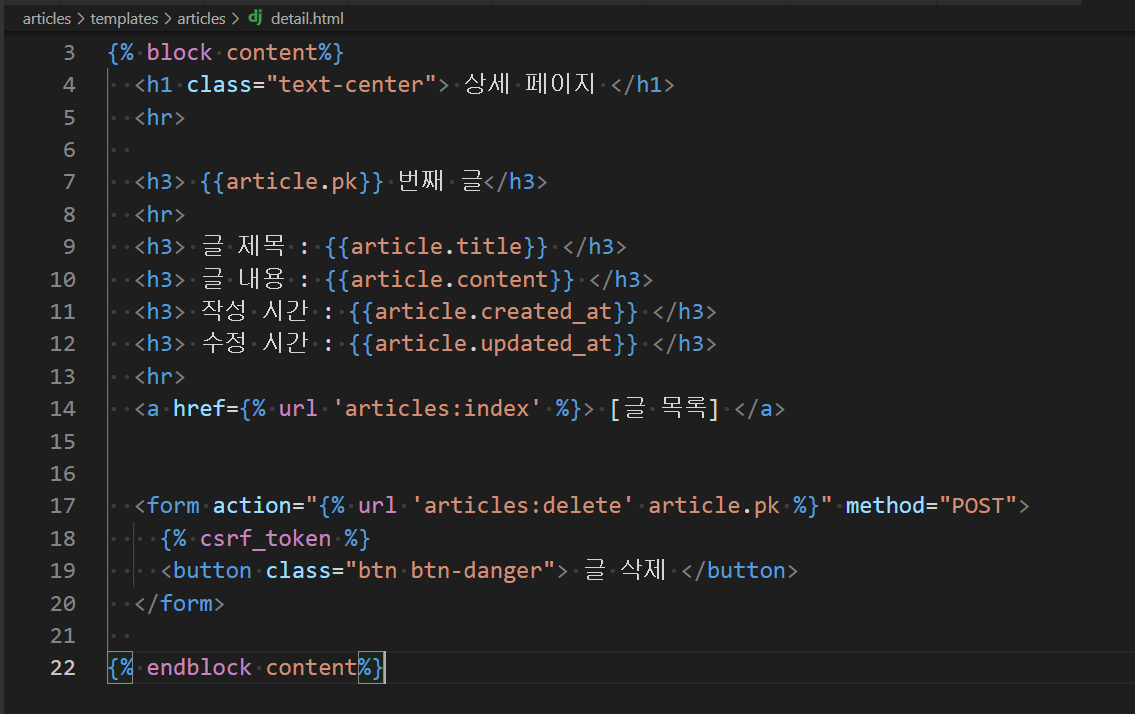 articles > templates > articles > dj detail.html
3 {% block content%}
4 <h1 class="text-center"> 상세 페이지 </h1>
5 <hr>
6
7 <h3> {{article.pk}} 번째 글</h3>
8 <hr>
9 <h3> 글 제목 : {{article.title}} </h3>
10 <h3> 글 내용 : {{article.content}} </h3>
11 <h3> 작성 시간 : {{article.created_at}} </h3>
12 <h3> 수정 시간 : {{article.updated_at}} </h3>
13 <hr>
14 <a href={% url 'articles:index' %}> [글 목록] </a>
15
16
17 <form action="{% url 'articles:delete' article.pk %}" method="POST">
18 {% csrf_token %}
19 <button class="btn btn-danger"> 글 삭제 </button>
20 </form>
21
22 {% endblock content%}